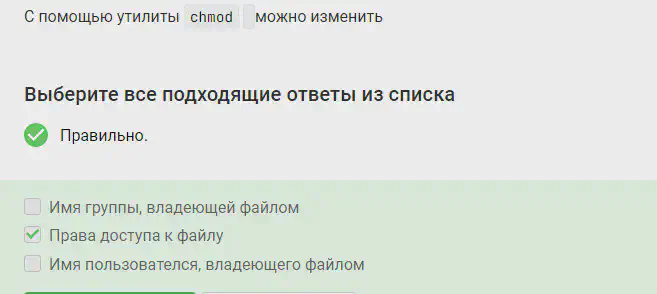 С помощью утилиты chmod можно изменить
Выберите все подходящие ответы из списка
Правильно.
Имя группы, владеющей файлом
Права доступа к файлу
Имя пользователся, владеющего файлом